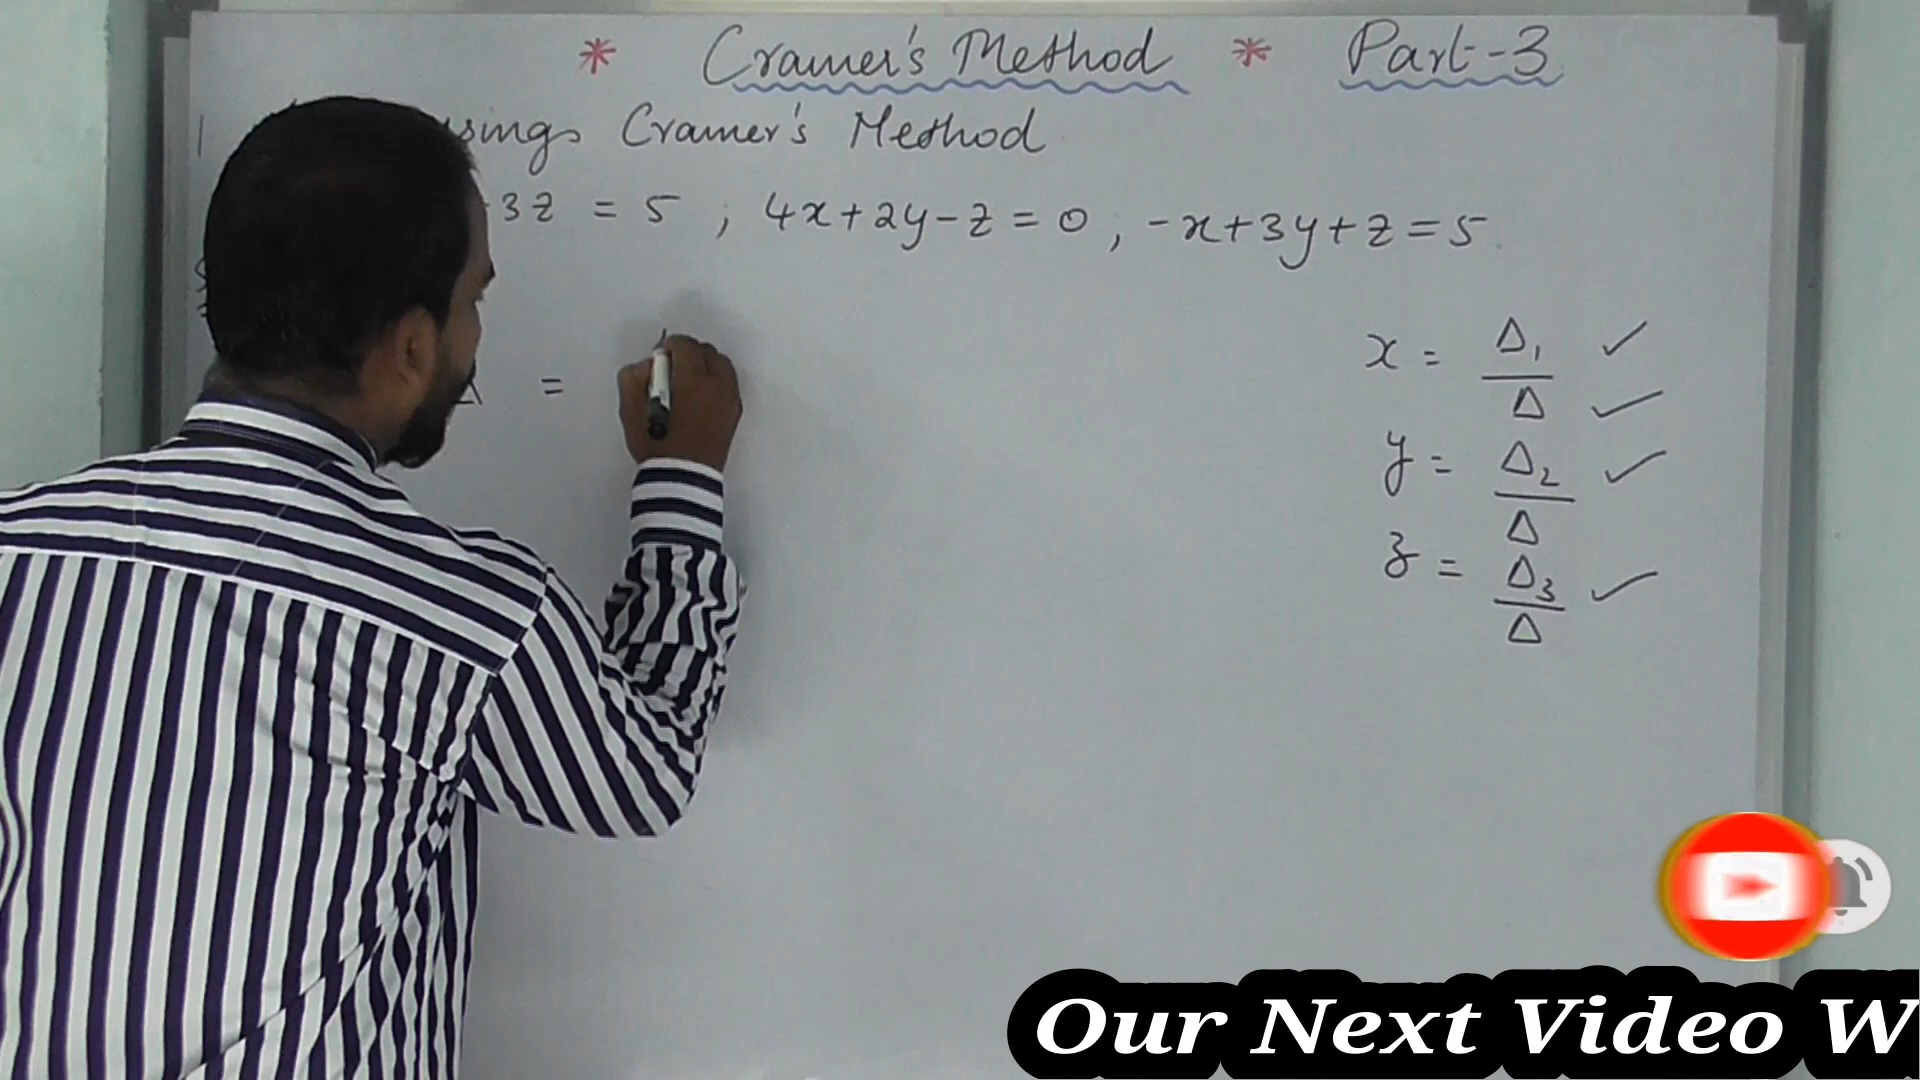 * Cramer's Method * Part-3
Cramer's Method
3z = 5 ; 4x+2y-z=0 ; -x+3y+z=5
Δ =
x = Δ₁/Δ ✓ ✓
y = Δ₂/Δ ✓
z = Δ₃/Δ ✓
Our Next Video W